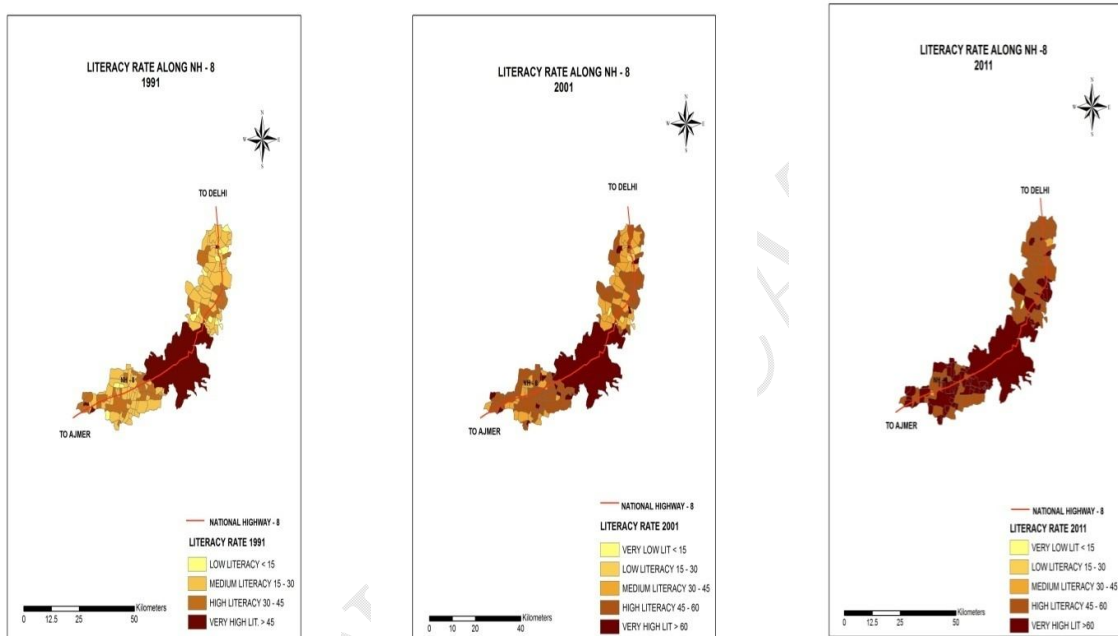 LITERACY RATE ALONG NH - 8
1991
N
W
E
S
TO DELHI
NH - 8
TO AJMER
NATIONAL HIGHWAY - 8
LITERACY RATE 1991
LOW LITERACY < 15
MEDIUM LITERACY 15 - 30
HIGH LITERACY 30 - 45
VERY HIGH LIT. > 45
Kilometers
0 12.5 25 50
LITERACY RATE ALONG NH - 8
2001
N
W
E
S
TO DELHI
NH - 8
TO AJMER
NATIONAL HIGHWAY - 8
LITERACY RATE 2001
VERY LOW LIT < 15
LOW LITERACY 15 - 30
MEDIUM LITERACY 30 - 45
HIGH LITERACY 45 - 60
VERY HIGH LIT > 60
Kilometers
0 10 20 40
LITERACY RATE ALONG NH -8
2011
N
W
E
S
TO DELHI
TO AJMER
NATIONAL HIGHWAY - 8
LITERACY RATE 2011
VERY LOW LIT < 15
LOW LITERACY 15 - 30
MEDIUM LITERACY 30 - 45
HIGH LITERACY 45 - 60
VERY HIGH LIT >60
Kilometers
0 12.5 25 50